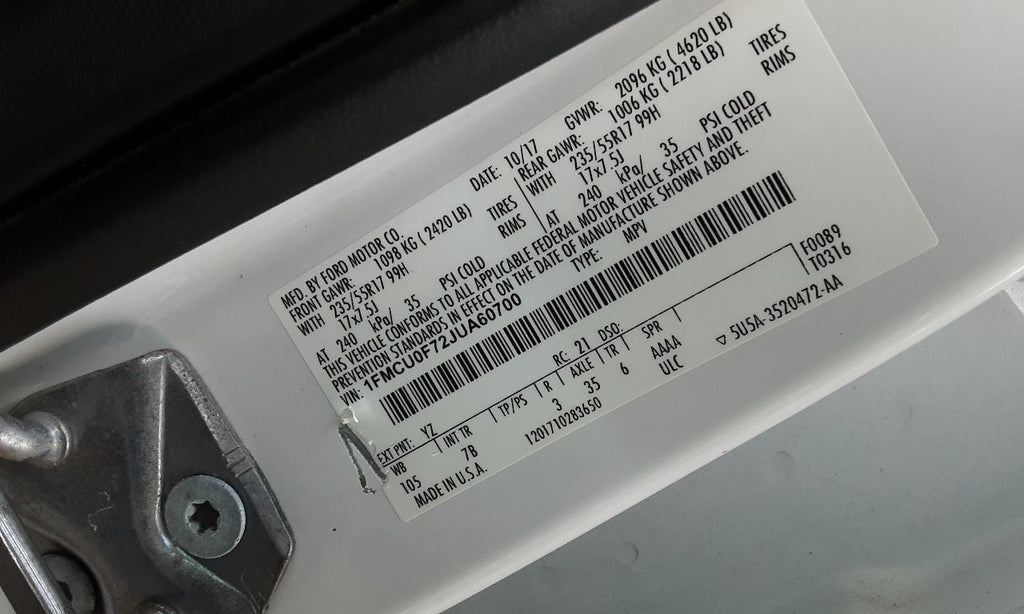 MFD. BY FORD MOTOR CO.
DATE: 10/17 GVWR: 2096 KG ( 4620 LB)
FRONT GAWR: 1098 KG ( 2420 LB) REAR GAWR: 1006 KG ( 2218 LB)
WITH 235/55R17 99H TIRES WITH 235/55R17 99H TIRES
17x7.5J RIMS 17x7.5J RIMS
AT 240 kPa/ 35 PSI COLD AT 240 kPa/ 35 PSI COLD
THIS VEHICLE CONFORMS TO ALL APPLICABLE FEDERAL MOTOR VEHICLE SAFETY AND THEFT
PREVENTION STANDARDS IN EFFECT ON THE DATE OF MANUFACTURE SHOWN ABOVE.
VIN: 1FMCU0F72JUA60700 TYPE: MPV
EXT PNT: YZ RC: 21 DSO: F0089
WB INT TR TP/PS R AXLE TR SPR T0316
105 7B 3 35 6 AAAA
MADE IN U.S.A. 1201710283650 ULC ▽ 5U5A-3520472-AA